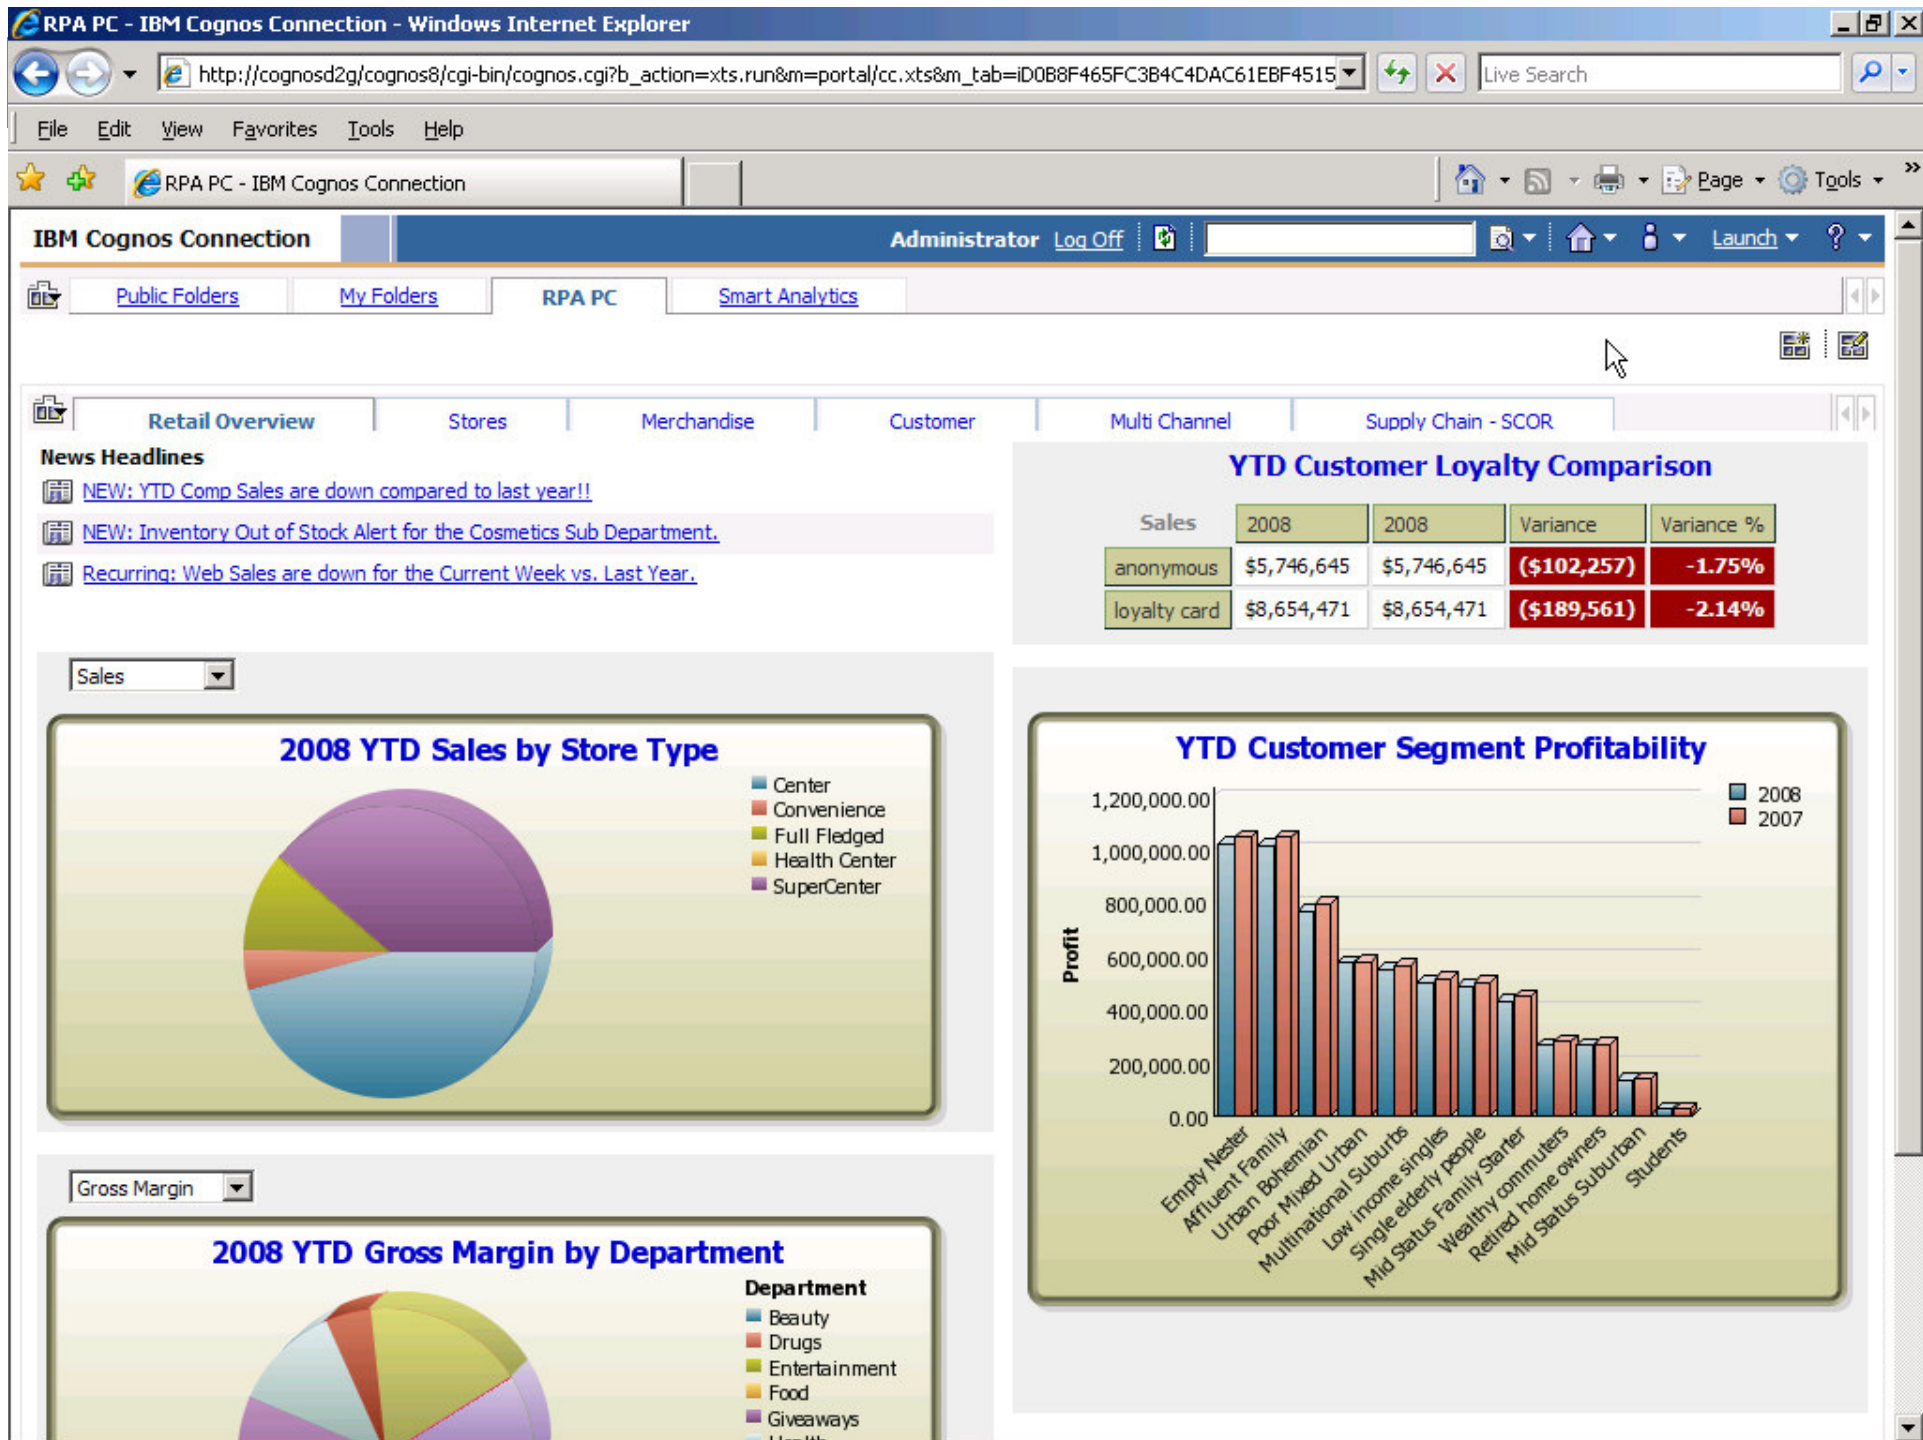 RPA PC - IBM Cognos Connection - Windows Internet Explorer
http://cognosd2g/cognos8/cgi-bin/cognos.cgi?b_action=xts.run&m=portal/cc.xts&m_tab=iD0B8F465FC3B4C4DAC61EBF4515
Live Search
File Edit View Favorites Tools Help
RPA PC - IBM Cognos Connection
Page Tools
IBM Cognos Connection
Administrator Log Off
Launch ?
Public Folders My Folders RPA PC Smart Analytics
Retail Overview Stores Merchandise Customer Multi Channel Supply Chain - SCOR
News Headlines
NEW: YTD Comp Sales are down compared to last year!!
NEW: Inventory Out of Stock Alert for the Cosmetics Sub Department.
Recurring: Web Sales are down for the Current Week vs. Last Year.
YTD Customer Loyalty Comparison
Sales 2008 2008 Variance Variance %
anonymous $5,746,645 $5,746,645 ($102,257) -1.75%
loyalty card $8,654,471 $8,654,471 ($189,561) -2.14%
Sales
2008 YTD Sales by Store Type
Center
Convenience
Full Fledged
Health Center
SuperCenter
YTD Customer Segment Profitability
2008
2007
Profit
1,200,000.00
1,000,000.00
800,000.00
600,000.00
400,000.00
200,000.00
0.00
Empty Nester
Affluent Family
Urban Bohemian
Poor Mixed Urban
Multinational Suburbs
Low income singles
Single elderly people
Mid Status Family Starter
Wealthy commuters
Retired home owners
Mid Status Suburban
Students
Gross Margin
2008 YTD Gross Margin by Department
Department
Beauty
Drugs
Entertainment
Food
Giveaways
Health